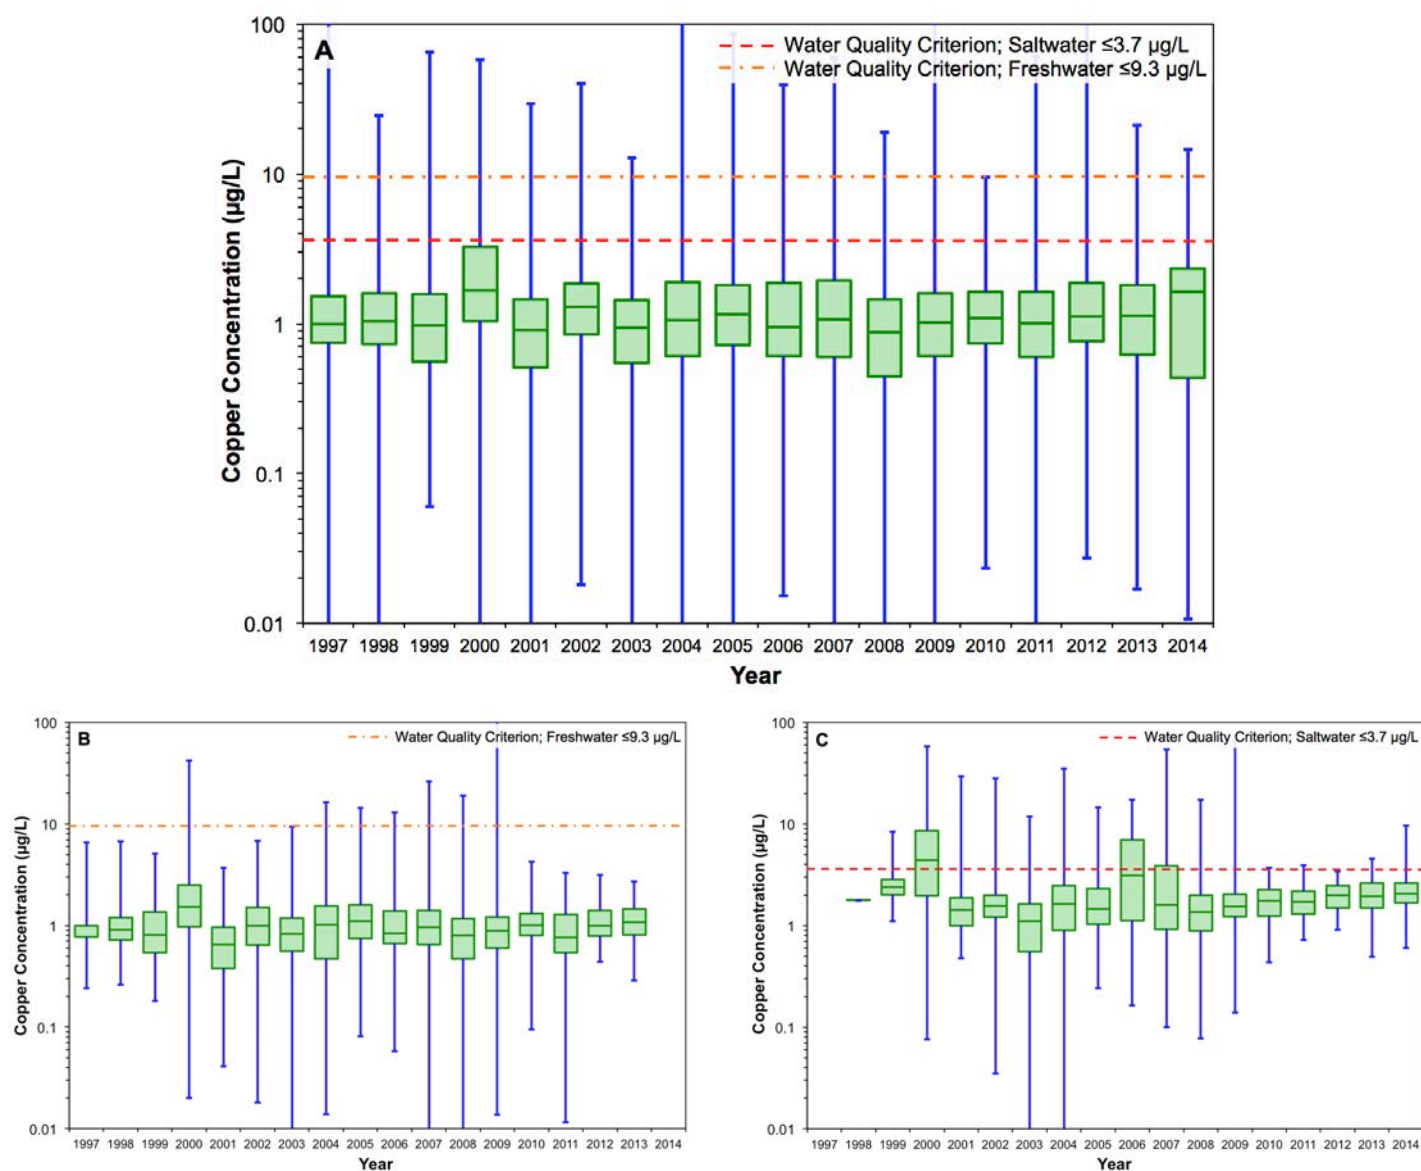 A
Water Quality Criterion; Saltwater ≤3.7 µg/L
Water Quality Criterion; Freshwater ≤9.3 µg/L
Copper Concentration (µg/L)
100
10
1
0.1
0.01
1997 1998 1999 2000 2001 2002 2003 2004 2005 2006 2007 2008 2009 2010 2011 2012 2013 2014
Year
B
Water Quality Criterion; Freshwater ≤9.3 µg/L
Copper Concentration (µg/L)
100
10
1
0.1
0.01
1997 1998 1999 2000 2001 2002 2003 2004 2005 2006 2007 2008 2009 2010 2011 2012 2013 2014
Year
C
Water Quality Criterion; Saltwater ≤3.7 µg/L
Copper Concentration (µg/L)
100
10
1
0.1
0.01
1997 1998 1999 2000 2001 2002 2003 2004 2005 2006 2007 2008 2009 2010 2011 2012 2013 2014
Year